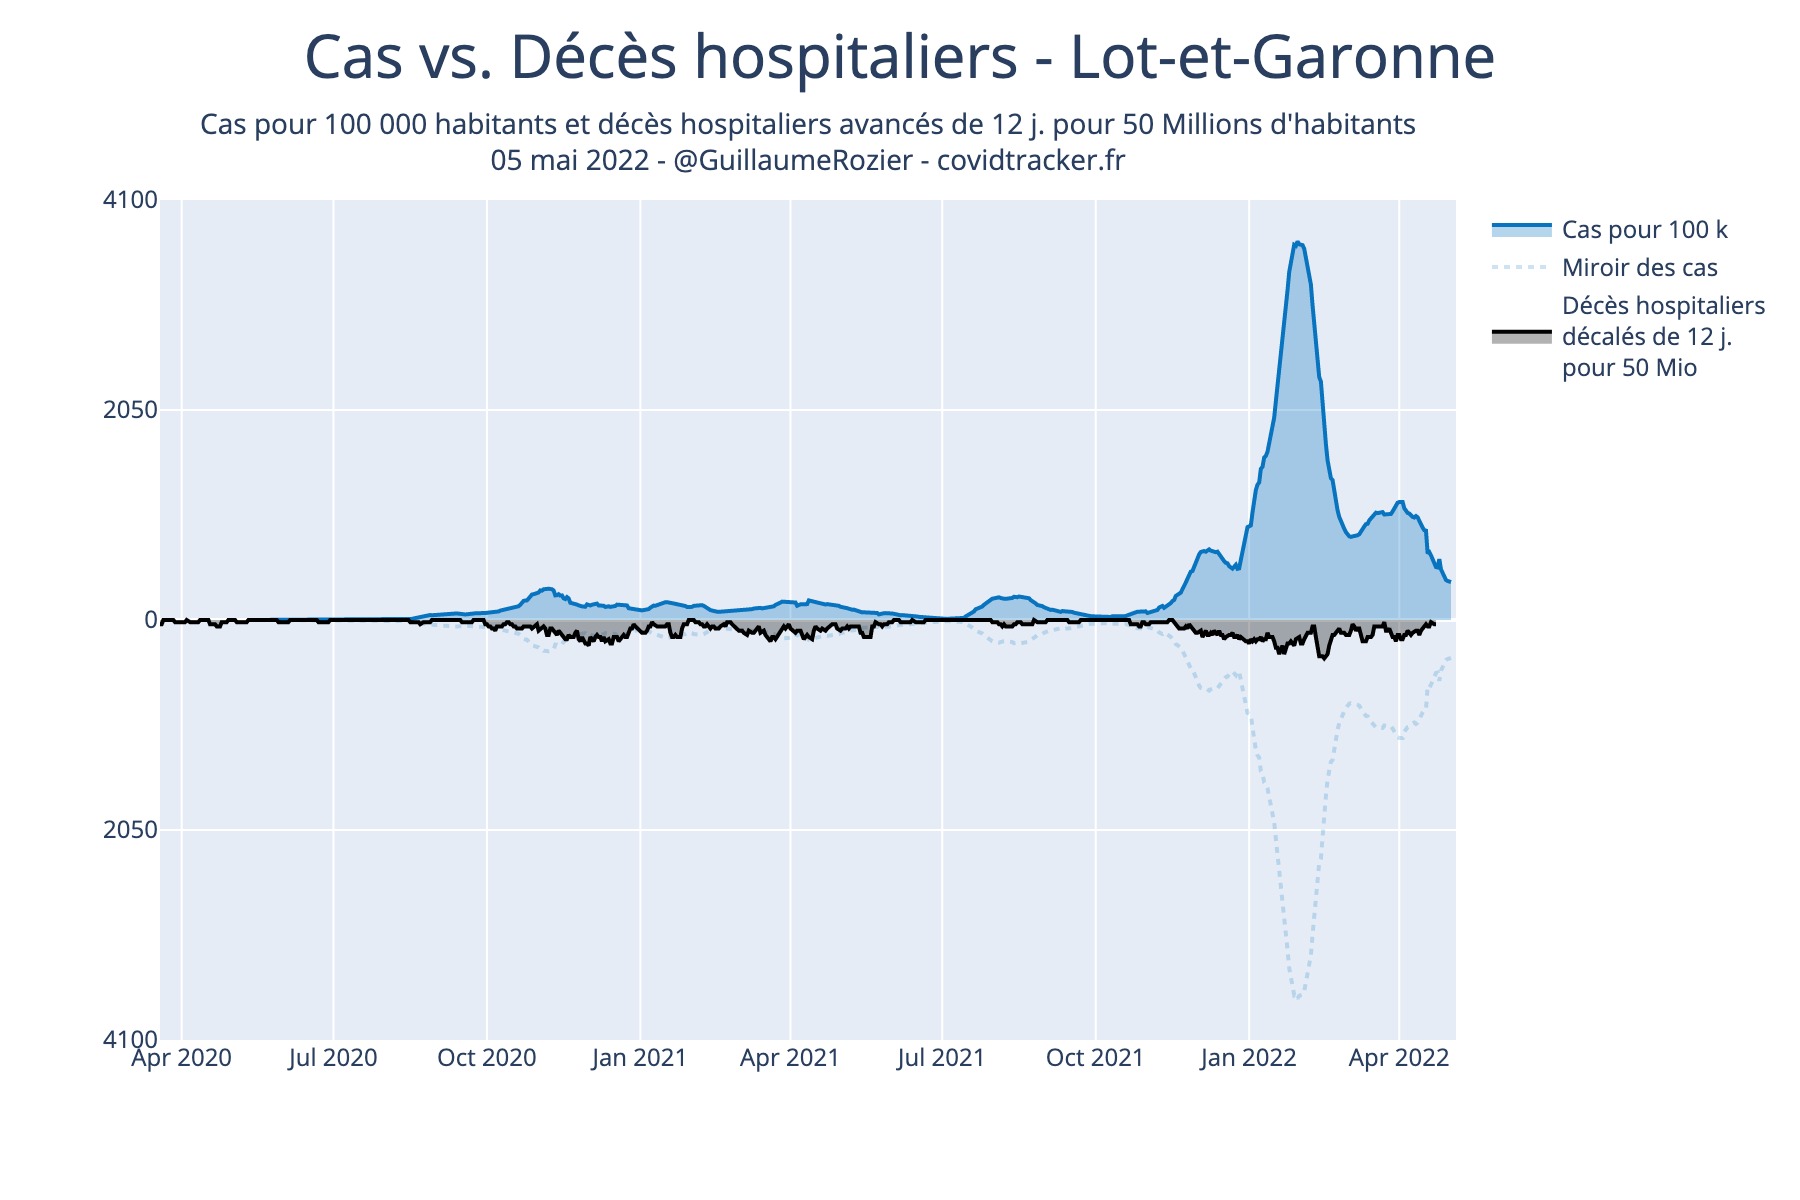 Cas vs. Décès hospitaliers - Lot-et-Garonne
Cas pour 100 000 habitants et décès hospitaliers avancés de 12 j. pour 50 Millions d'habitants
05 mai 2022 - @GuillaumeRozier - covidtracker.fr
4100
2050
0
2050
4100
Apr 2020 Jul 2020 Oct 2020 Jan 2021 Apr 2021 Jul 2021 Oct 2021 Jan 2022 Apr 2022
Cas pour 100 k
Miroir des cas
Décès hospitaliers
décalés de 12 j.
pour 50 Mio